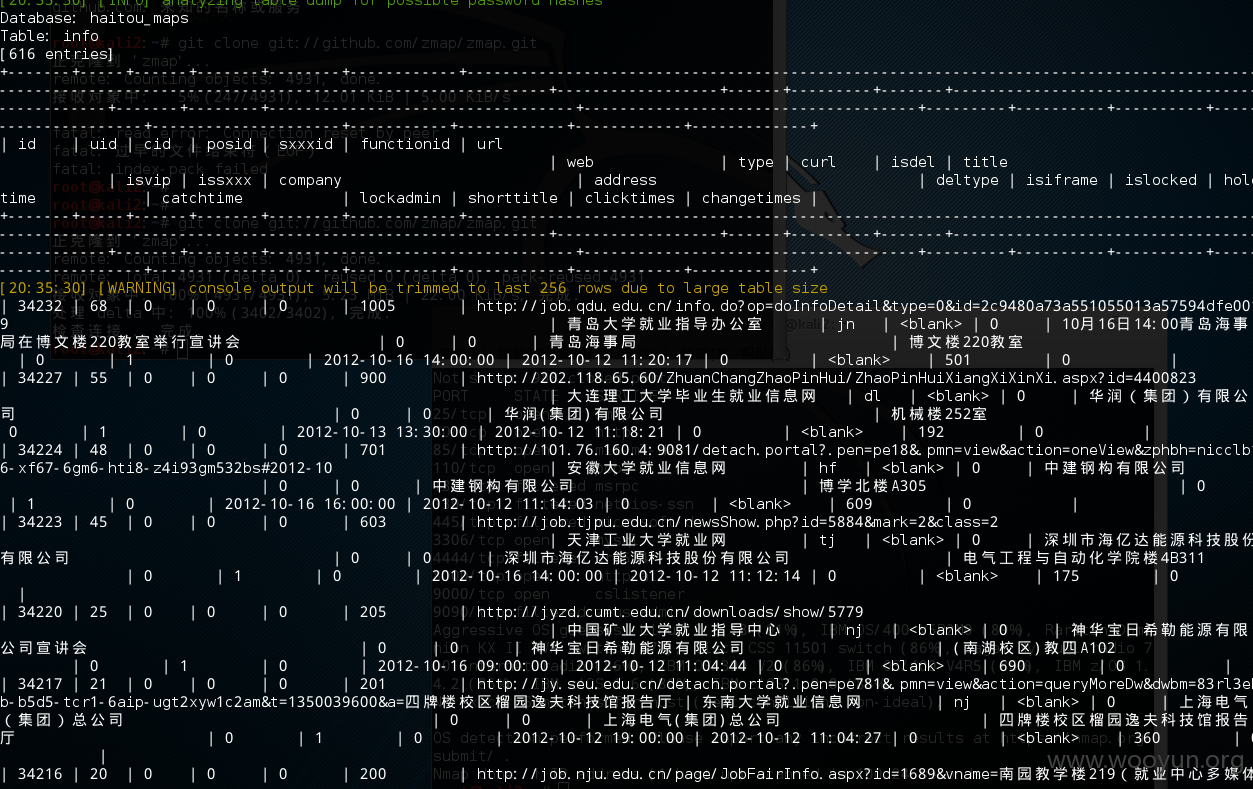 [20:35:30] [INFO] analyzing table dump for possible password hashes
Database: haitou_maps
Table: info
[616 entries]
| id | uid | cid | posid | sxxxid | functionid | url
| web | type | curl | isdel | title
| isvip | issxxx | company | address | deltype | isiframe | islocked | hol
time | catchtime | lockadmin | shorttitle | clicktimes | changetimes |
[20:35:30] [WARNING] console output will be trimmed to last 256 rows due to large table size
| 34232 | 68 | 0 | 0 | 0 | 1005 | http://job.qdu.edu.cn/info.do?op=doInfoDetail&type=0&id=2c9480a73a551055013a57594dfe001
9 | 青岛大学就业指导办公室 | jn | <blank> | 0 | 10月16日14:00青岛海事
局在博文楼220教室举行宣讲会 | 0 | 0 | 青岛海事局 | 博文楼220教室
| 0 | 1 | 0 | 2012-10-16 14:00:00 | 2012-10-12 11:20:17 | 0 | <blank> | 501 | 0 |
| 34227 | 55 | 0 | 0 | 0 | 900 | http://202.118.65.60/ZhuanChangZhaoPinHui/ZhaoPinHuiXiangXiXinXi.aspx?id=4400823
| 大连理工大学毕业生就业信息网 | dl | <blank> | 0 | 华润（集团）有限公
司 | 0 | 0 | 华润(集团)有限公司 | 机械楼252室
0 | 1 | 0 | 2012-10-13 13:30:00 | 2012-10-12 11:18:21 | 0 | <blank> | 192 | 0 |
| 34224 | 48 | 0 | 0 | 0 | 701 | http://101.76.160.4:9081/detach.portal?.pen=pe18&.pmn=view&action=oneView&zphbh=nicclb
6-xf67-6gm6-hti8-z4i93gm532bs#2012-10 | 安徽大学就业信息网 | hf | <blank> | 0 | 中建钢构有限公司
| 0 | 0 | 中建钢构有限公司 | 博学北楼A305 | 0
| 1 | 0 | 2012-10-16 16:00:00 | 2012-10-12 11:14:03 | 0 | <blank> | 609 | 0 |
| 34223 | 45 | 0 | 0 | 0 | 603 | http://job.tjpu.edu.cn/newsShow.php?id=5884&mark=2&class=2
| 天津工业大学就业网 | tj | <blank> | 0 | 深圳市海亿达能源科技股份
有限公司 | 0 | 0 | 深圳市海亿达能源科技股份有限公司 | 电气工程与自动化学院楼4B311
| 0 | 1 | 0 | 2012-10-16 14:00:00 | 2012-10-12 11:12:14 | 0 | <blank> | 175 | 0
|
| 34220 | 25 | 0 | 0 | 0 | 205 | http://jyzd.cumt.edu.cn/downloads/show/5779
| 中国矿业大学就业指导中心 | nj | <blank> | 0 | 神华宝日希勒能源有限
公司宣讲会 | 0 | 0 | 神华宝日希勒能源有限公司 | (南湖校区)教四A102
| 0 | 1 | 0 | 2012-10-16 09:00:00 | 2012-10-12 11:04:44 | 0 | <blank> | 690 | 0 |
| 34217 | 21 | 0 | 0 | 0 | 201 | http://jy.seu.edu.cn/detach.portal?.pen=pe781&.pmn=view&action=queryMoreDw&dwbm=83rl3e
b-b5d5-tcr1-6aip-ugt2xyw1c2am&t=1350039600&a=四牌楼校区榴园逸夫科技馆报告厅 | 东南大学就业信息网 | nj | <blank> | 0 | 上海电气
（集团）总公司 | 0 | 0 | 上海电气(集团)总公司 | 四牌楼校区榴园逸夫科技馆报告
厅 | 0 | 1 | 0 | 2012-10-12 19:00:00 | 2012-10-12 11:04:27 | 0 | <blank> | 360 | 0
|
| 34216 | 20 | 0 | 0 | 0 | 200 | http://job.nju.edu.cn/page/JobFairInfo.aspx?id=1689&vname=南园教学楼219（就业中心多媒体
www.wooyun.org